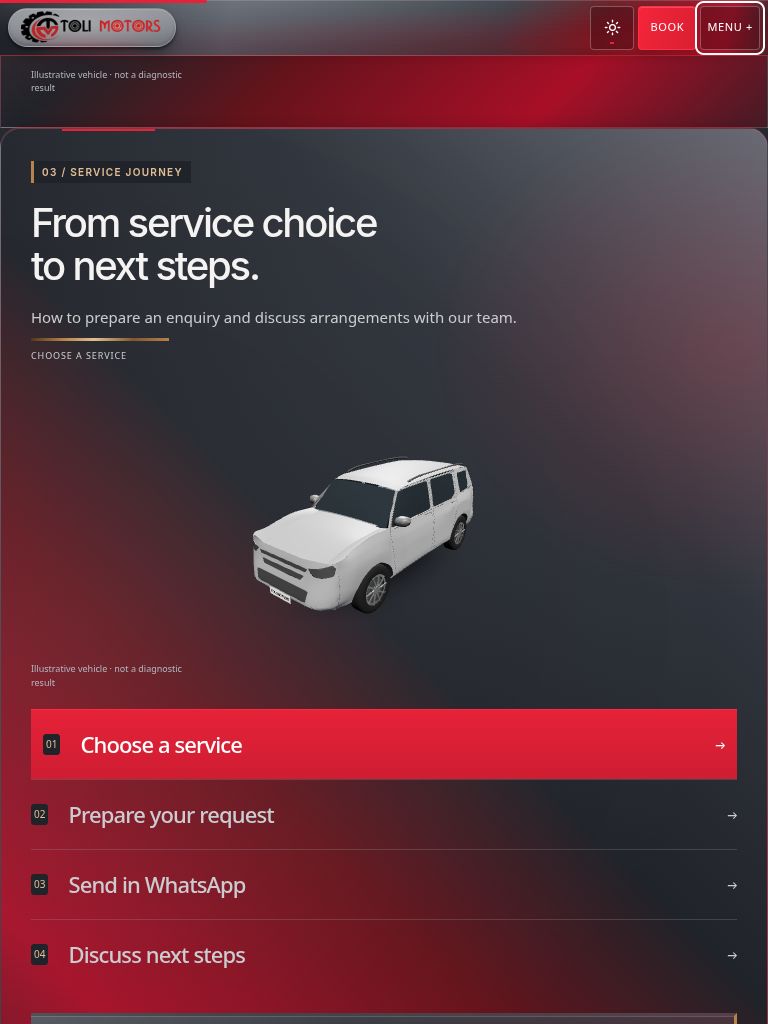 TOLI MOTORS
BOOK
MENU +
Illustrative vehicle · not a diagnostic
result
03 / SERVICE JOURNEY
From service choice
to next steps.
How to prepare an enquiry and discuss arrangements with our team.
CHOOSE A SERVICE
Illustrative vehicle · not a diagnostic
result
01 Choose a service →
02 Prepare your request →
03 Send in WhatsApp →
04 Discuss next steps →